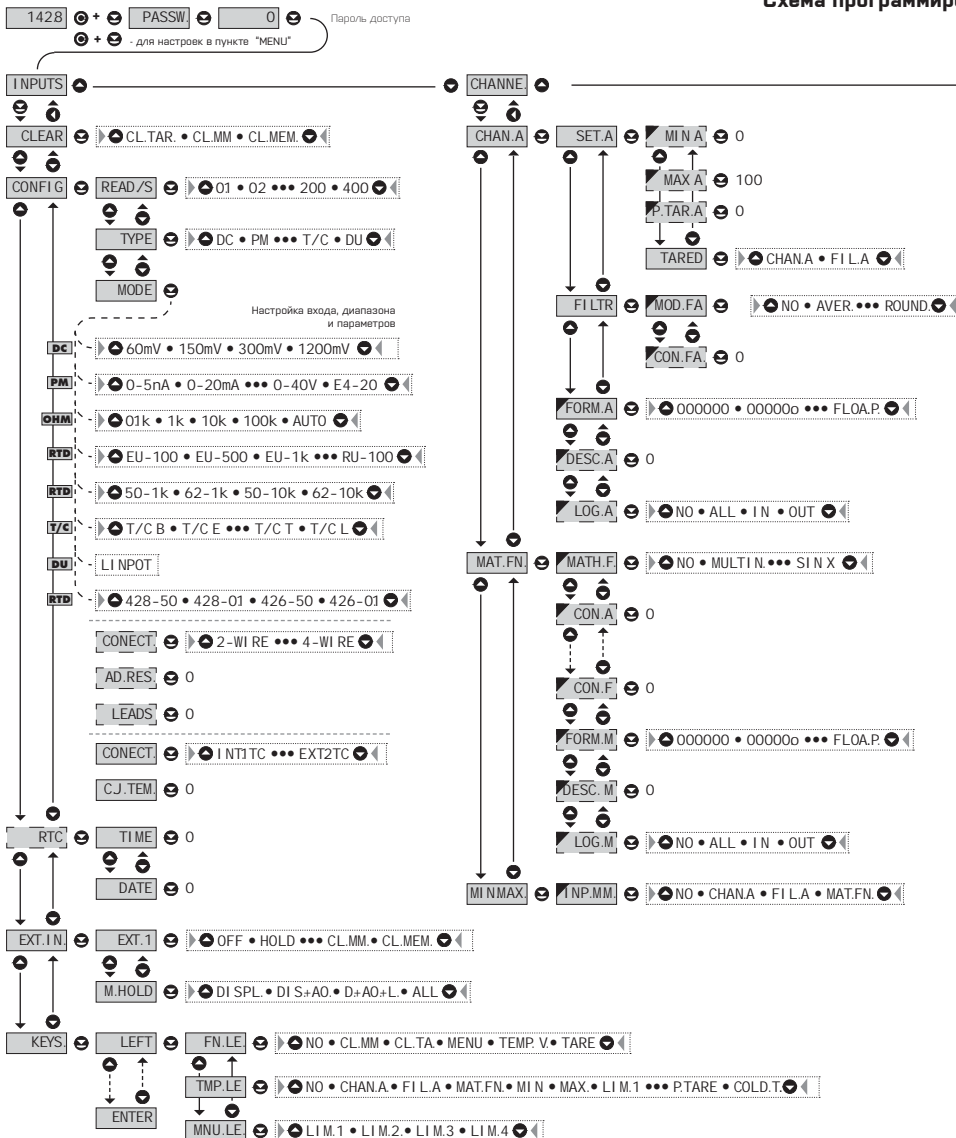 Схема программиро
1428 + PASSW. 0 Пароль доступа
+ - для настроек в пункте "MENU"
INPUTS
CLEAR CL.TAR. • CL.MM • CL.MEM.
CONFIG READ/S 01 • 02 ••• 200 • 400
TYPE DC • PM ••• T/C • DU
MODE
Настройка входа, диапазона
и параметров
DC 60mV • 150mV • 300mV • 1200mV
PM 0-5nA • 0-20mA ••• 0-40V • E4-20
OHM 01k • 1k • 10k • 100k • AUTO
RTD EU-100 • EU-500 • EU-1k ••• RU-100
RTD 50-1k • 62-1k • 50-10k • 62-10k
T/C T/C B • T/C E ••• T/C T • T/C L
DU LINPOT
RTD 428-50 • 428-01 • 426-50 • 426-01
CONECT. 2-WIRE ••• 4-WIRE
AD.RES. 0
LEADS 0
CONECT. INT1TC ••• EXT2TC
C.J.TEM. 0
RTC TIME 0
DATE 0
EXT.IN. EXT.1 OFF • HOLD ••• CL.MM. • CL.MEM.
M.HOLD DISPL. • DIS+AO. • D+AO+L. • ALL
KEYS. LEFT FN.LE. NO • CL.MM • CL.TA. • MENU • TEMP. V. • TARE
TMP.LE NO • CHAN.A. • FIL.A • MAT.FN. • MIN • MAX. • LIM.1 ••• P.TARE • COLD.T.
ENTER
MNU.LE. LIM.1 • LIM.2. • LIM.3 • LIM.4
CHANNE.
CHAN.A SET.A MIN A 0
MAX A 100
P.TAR.A 0
TARED CHAN.A • FIL.A
FILTR MOD.FA NO • AVER. ••• ROUND.
CON.FA. 0
FORM.A 000000 • 00000o ••• FLOA.P.
DESC.A 0
LOG.A NO • ALL • IN • OUT
MAT.FN. MATH.F. NO • MULTIN. ••• SIN X
CON.A 0
CON.F 0
FORM.M 000000 • 00000o ••• FLOA.P.
DESC. M 0
LOG.M NO • ALL • IN • OUT
MINMAX. INP.MM. NO • CHAN.A • FIL.A • MAT.FN.